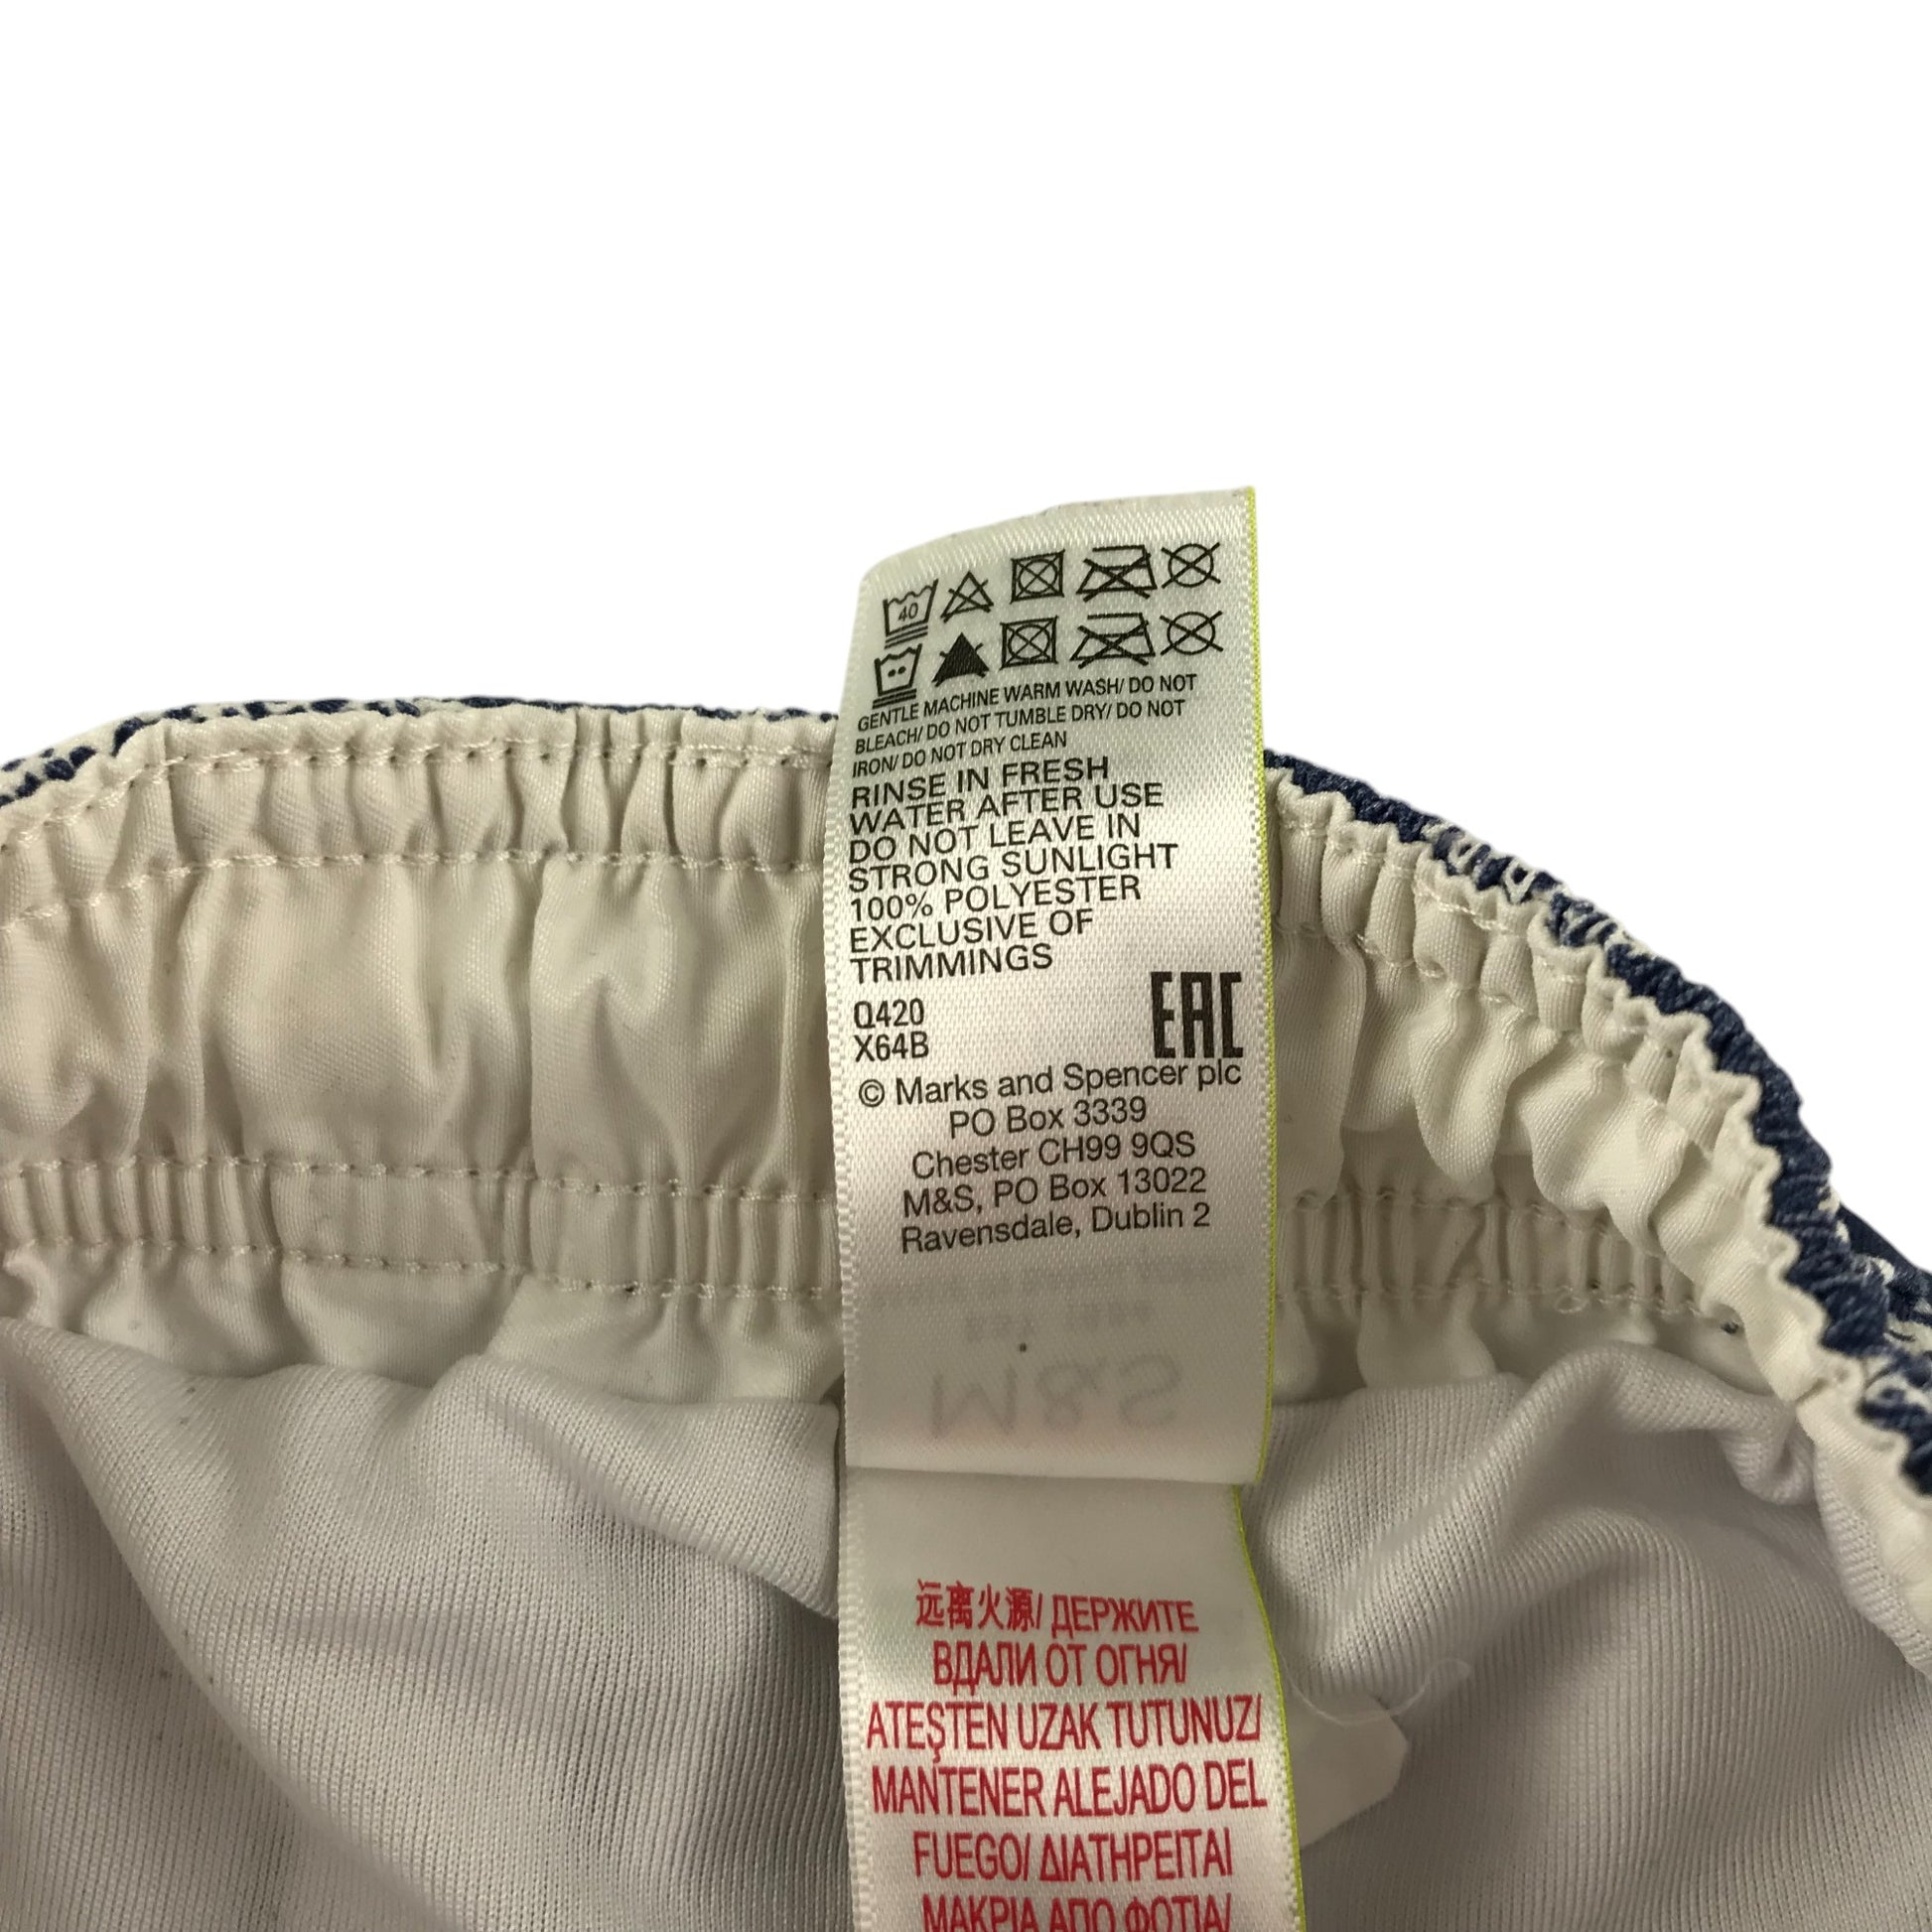 40
GENTLE MACHINE WARM WASH/ DO NOT
BLEACH/ DO NOT TUMBLE DRY/ DO NOT
IRON/ DO NOT DRY CLEAN
RINSE IN FRESH
WATER AFTER USE
DO NOT LEAVE IN
STRONG SUNLIGHT
100% POLYESTER
EXCLUSIVE OF
TRIMMINGS
Q420
X64B
EAC
© Marks and Spencer plc
PO Box 3339
Chester CH99 9QS
M&S, PO Box 13022
Ravensdale, Dublin 2
M&S
远离火源/ ДЕРЖИТЕ
ВДАЛИ ОТ ОГНЯ/
ATEŞTEN UZAK TUTUNUZ/
MANTENER ALEJADO DEL
FUEGO/ ΔΙΑΤΗΡΕΙΤΑΙ
ΜΑΚΡΙΑ ΑΠΟ ΦΩΤΙΑ/